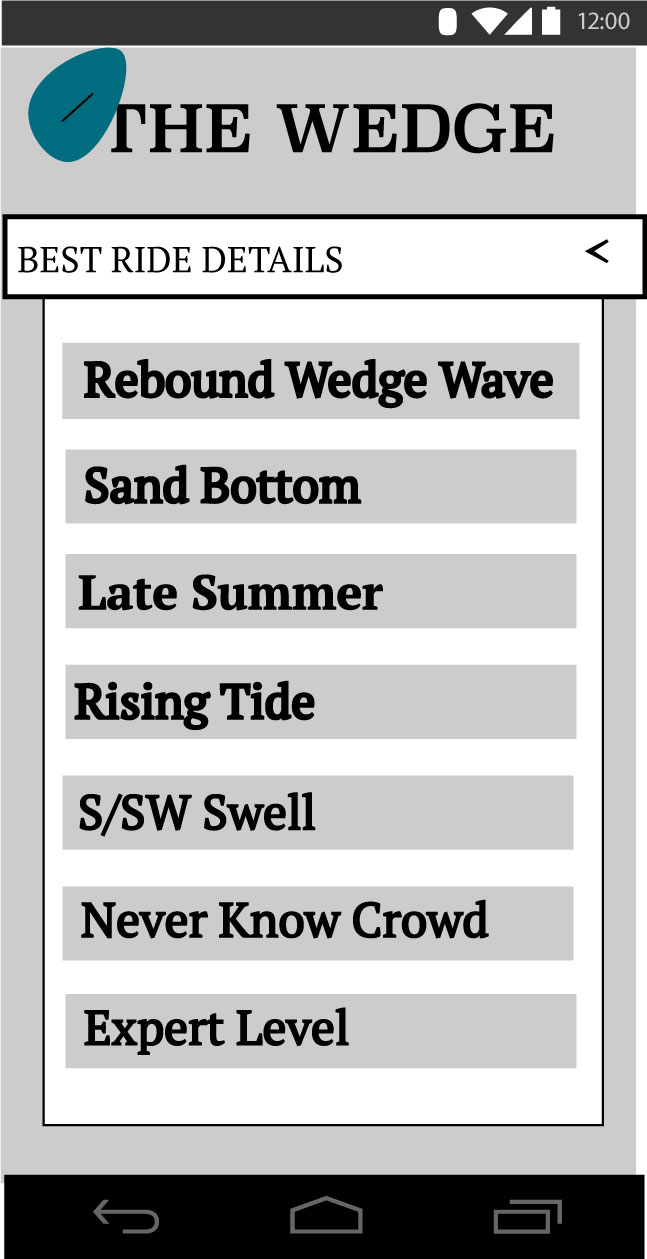 12:00
THE WEDGE
BEST RIDE DETAILS <
Rebound Wedge Wave
Sand Bottom
Late Summer
Rising Tide
S/SW Swell
Never Know Crowd
Expert Level